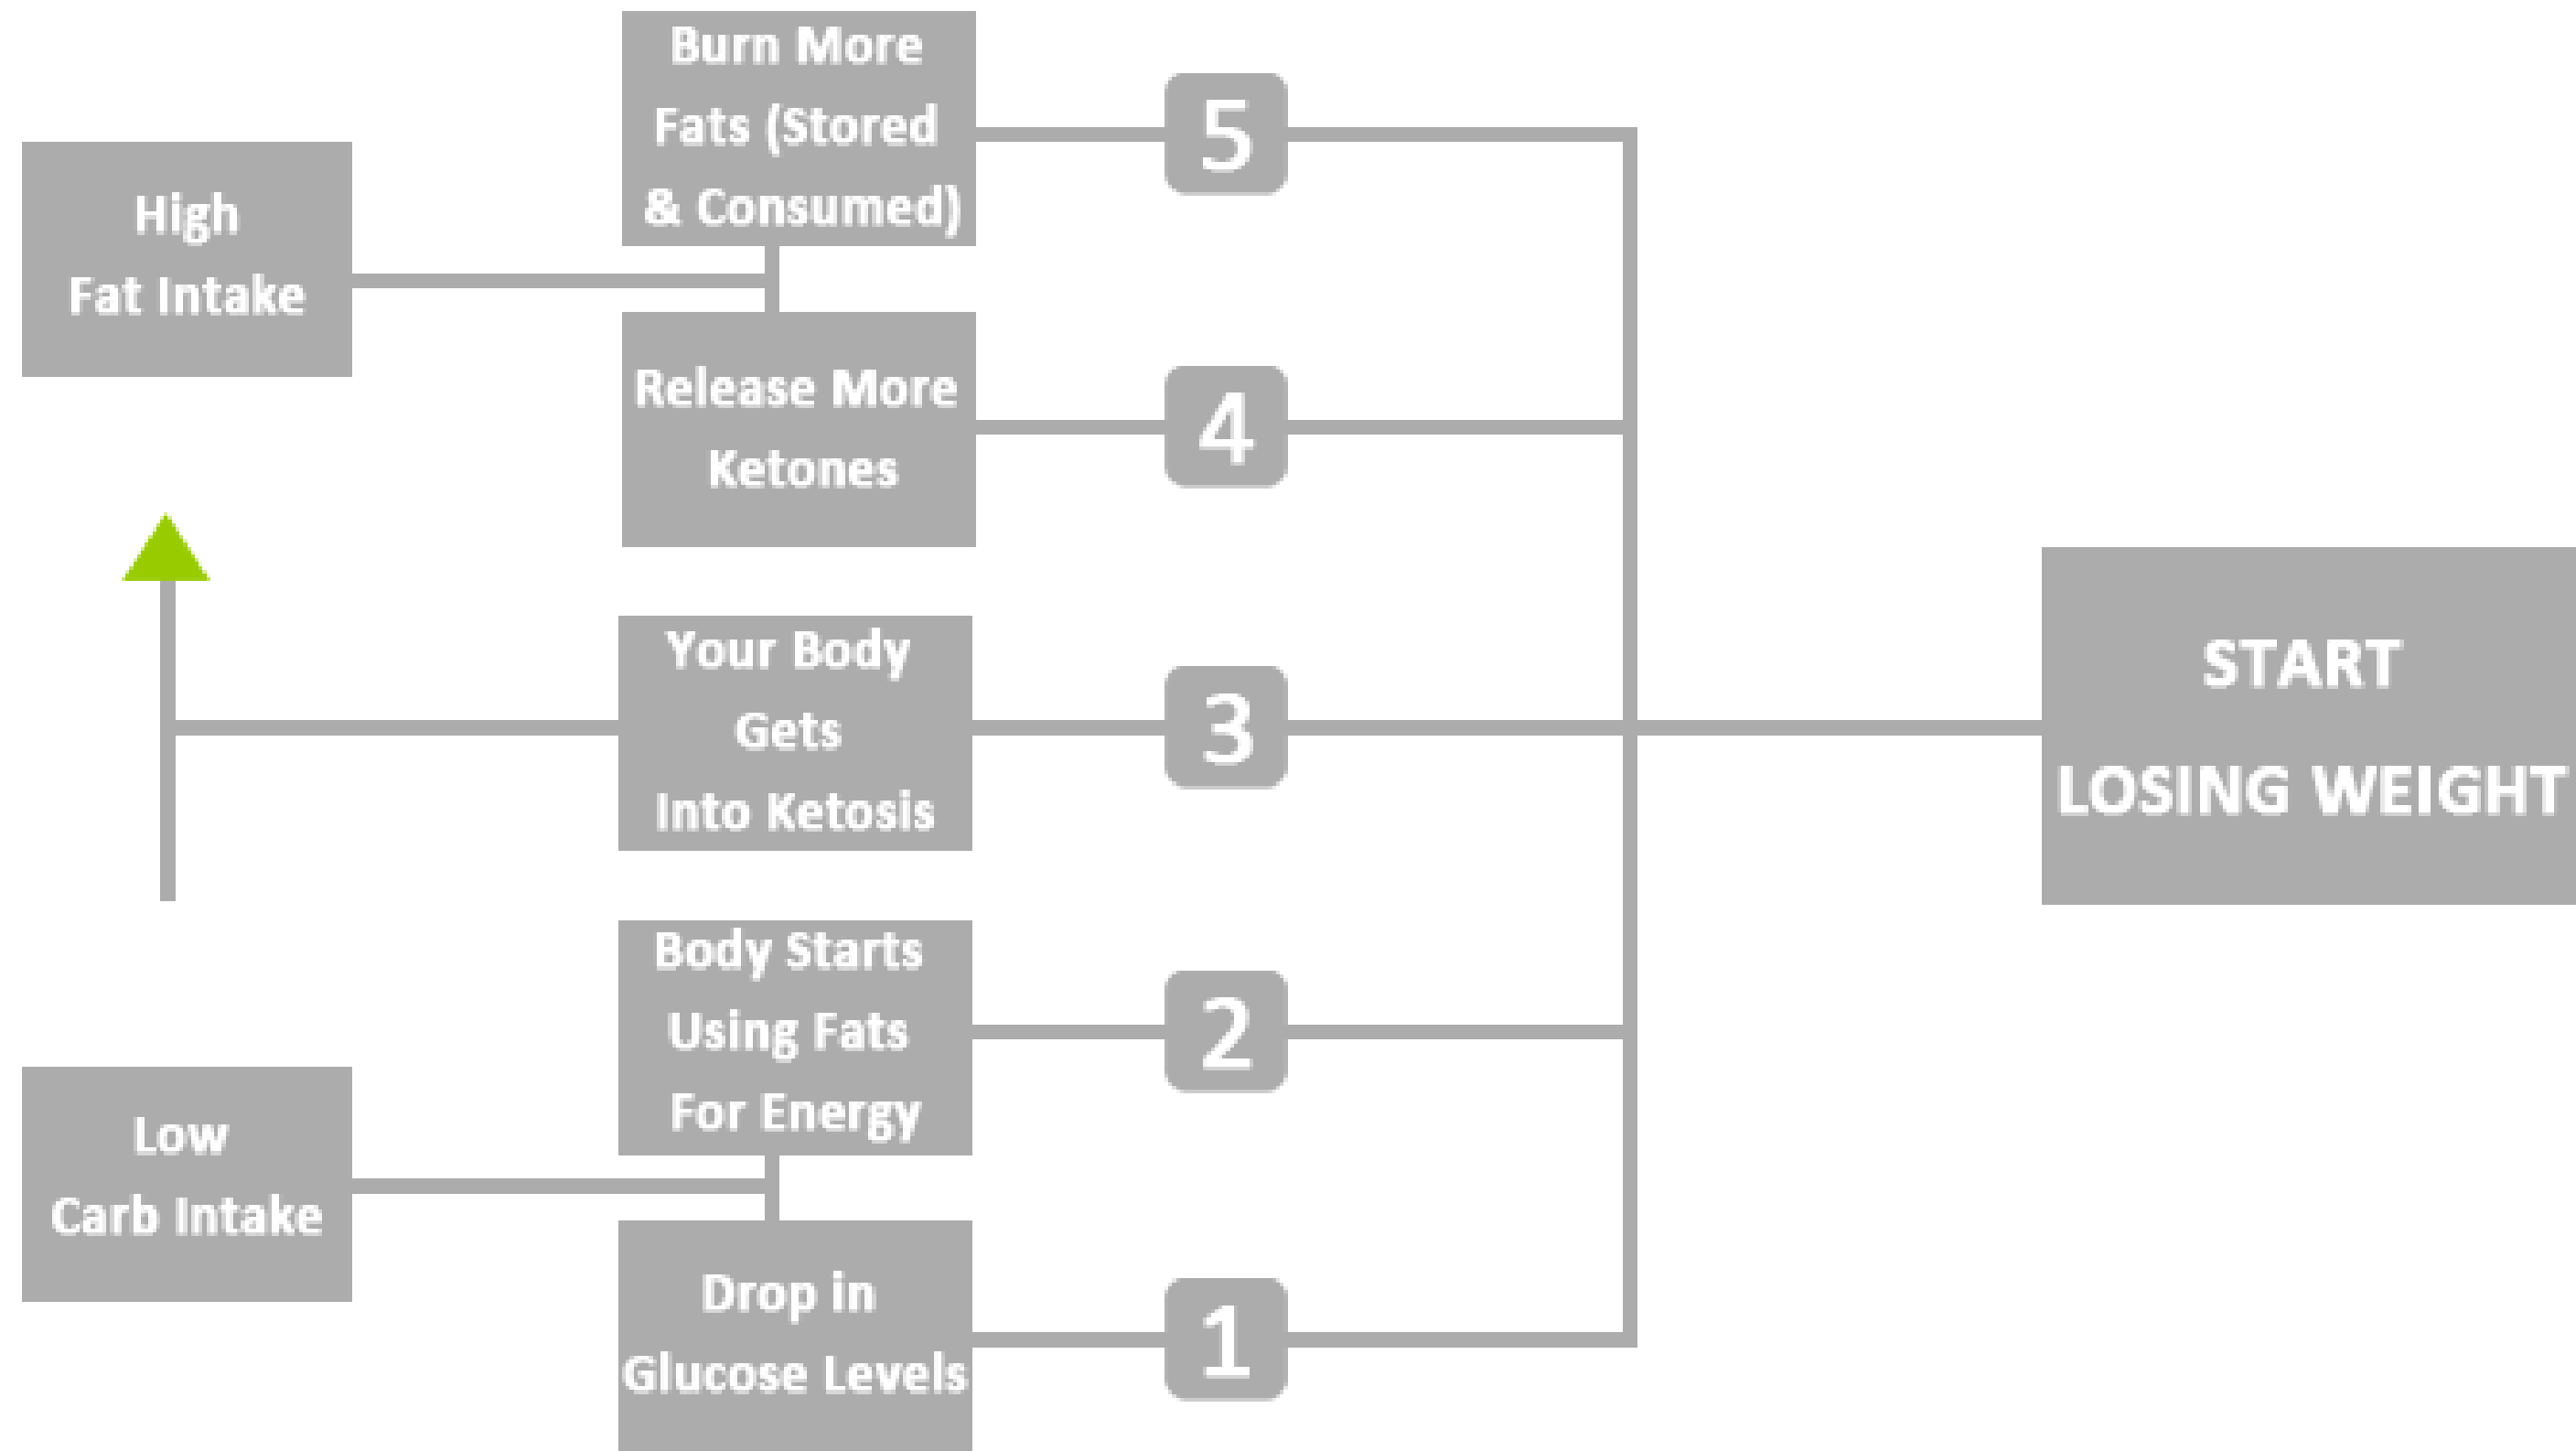 Burn More
Fats (Stored
& Consumed)
5
High
Fat Intake
Release More
Ketones
4
Your Body
Gets
Into Ketosis
3
START
LOSING WEIGHT
Body Starts
Using Fats
For Energy
2
Low
Carb Intake
Drop in
Glucose Levels
1